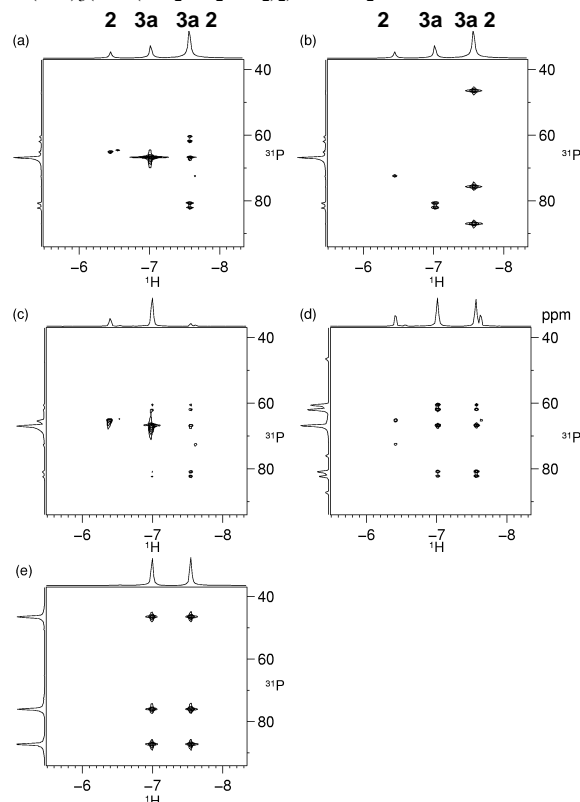 2 3a 3a 2 2 3a 3a 2
(a) (b)
40 40
60 60
31P 31P
80 80
−6 −7 −8 −6 −7 −8
1H 1H
(c) (d) ppm
40 40
60 60
31P 31P
80 80
−6 −7 −8 −6 −7 −8
1H 1H
(e)
40
60
31P
80
−6 −7 −8
1H